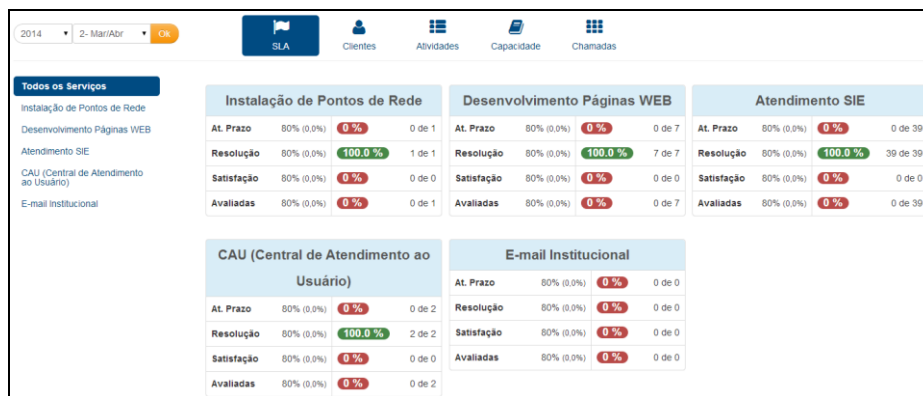 2014 2- Mar/Abr Ok
SLA Clientes Atividades Capacidade Chamadas
Todos os Serviços
Instalação de Pontos de Rede
Desenvolvimento Páginas WEB
Atendimento SIE
CAU (Central de Atendimento
ao Usuário)
E-mail Institucional
Instalação de Pontos de Rede
At. Prazo 80% (0,0%) 0 % 0 de 1
Resolução 80% (0,0%) 100.0 % 1 de 1
Satisfação 80% (0,0%) 0 % 0 de 0
Avaliadas 80% (0,0%) 0 % 0 de 1
Desenvolvimento Páginas WEB
At. Prazo 80% (0,0%) 0 % 0 de 7
Resolução 80% (0,0%) 100.0 % 7 de 7
Satisfação 80% (0,0%) 0 % 0 de 0
Avaliadas 80% (0,0%) 0 % 0 de 7
Atendimento SIE
At. Prazo 80% (0,0%) 0 % 0 de 39
Resolução 80% (0,0%) 100.0 % 39 de 39
Satisfação 80% (0,0%) 0 % 0 de 0
Avaliadas 80% (0,0%) 0 % 0 de 39
CAU (Central de Atendimento ao
Usuário)
At. Prazo 80% (0,0%) 0 % 0 de 2
Resolução 80% (0,0%) 100.0 % 2 de 2
Satisfação 80% (0,0%) 0 % 0 de 0
Avaliadas 80% (0,0%) 0 % 0 de 2
E-mail Institucional
At. Prazo 80% (0,0%) 0 % 0 de 0
Resolução 80% (0,0%) 0 % 0 de 0
Satisfação 80% (0,0%) 0 % 0 de 0
Avaliadas 80% (0,0%) 0 % 0 de 0